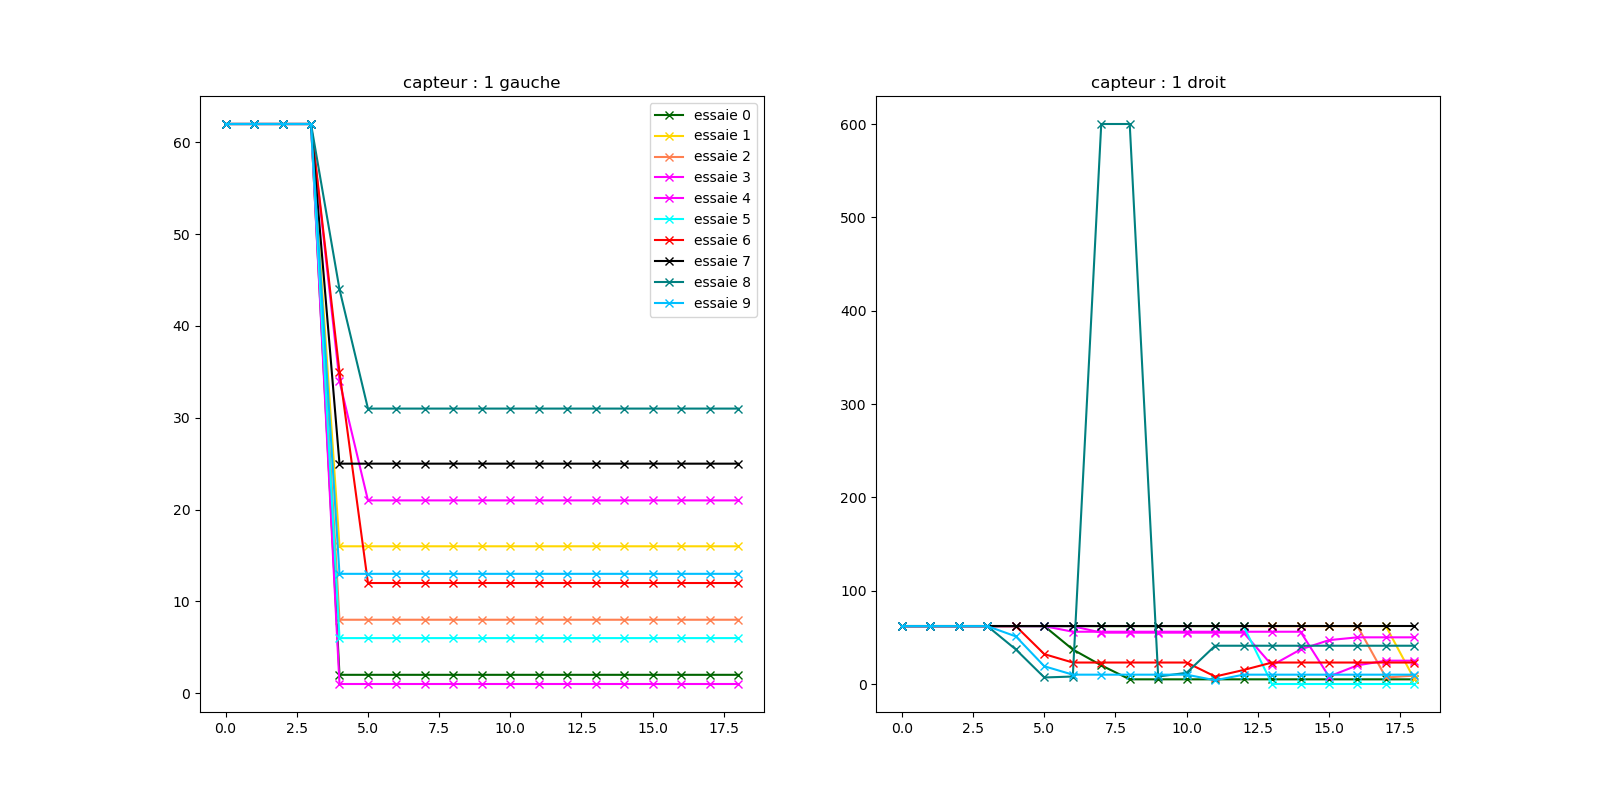 capteur : 1 gauche
60
50
40
30
20
10
0
0.0 2.5 5.0 7.5 10.0 12.5 15.0 17.5
essaie 0
essaie 1
essaie 2
essaie 3
essaie 4
essaie 5
essaie 6
essaie 7
essaie 8
essaie 9
capteur : 1 droit
600
500
400
300
200
100
0
0.0 2.5 5.0 7.5 10.0 12.5 15.0 17.5